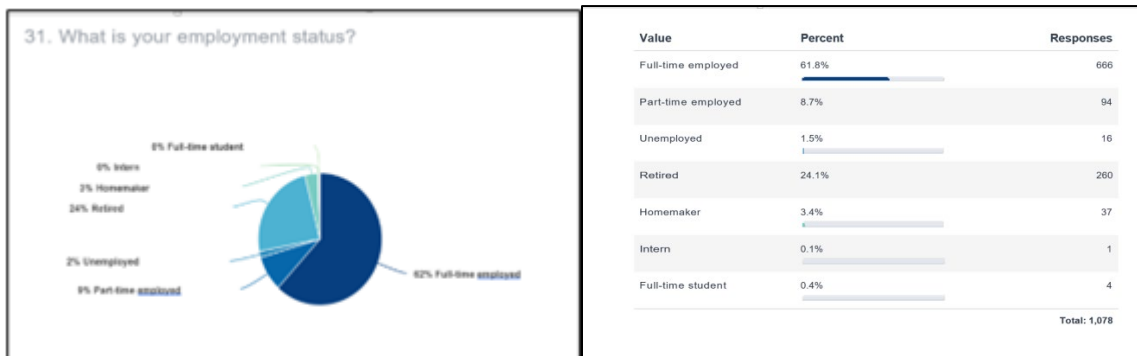 31. What is your employment status?
0% Full-time student
0% Intern
3% Homemaker
24% Retired
2% Unemployed
9% Part-time employed
62% Full-time employed
Value Percent Responses
Full-time employed 61.8% 666
Part-time employed 8.7% 94
Unemployed 1.5% 16
Retired 24.1% 260
Homemaker 3.4% 37
Intern 0.1% 1
Full-time student 0.4% 4
Total: 1,078